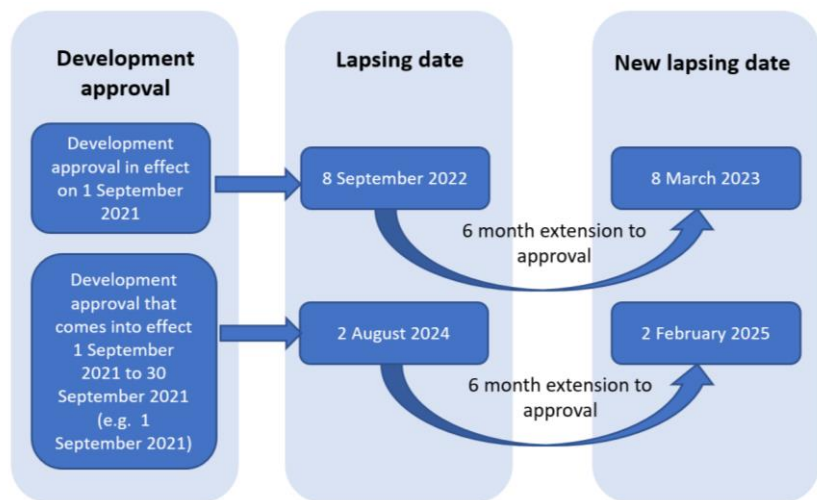 Development
approval
Lapsing date
New lapsing date
Development
approval in effect
on 1 September
2021
8 September 2022
8 March 2023
6 month extension to
approval
Development
approval that
comes into effect
1 September
2021 to 30
September 2021
(e.g. 1
September 2021)
2 August 2024
2 February 2025
6 month extension to
approval